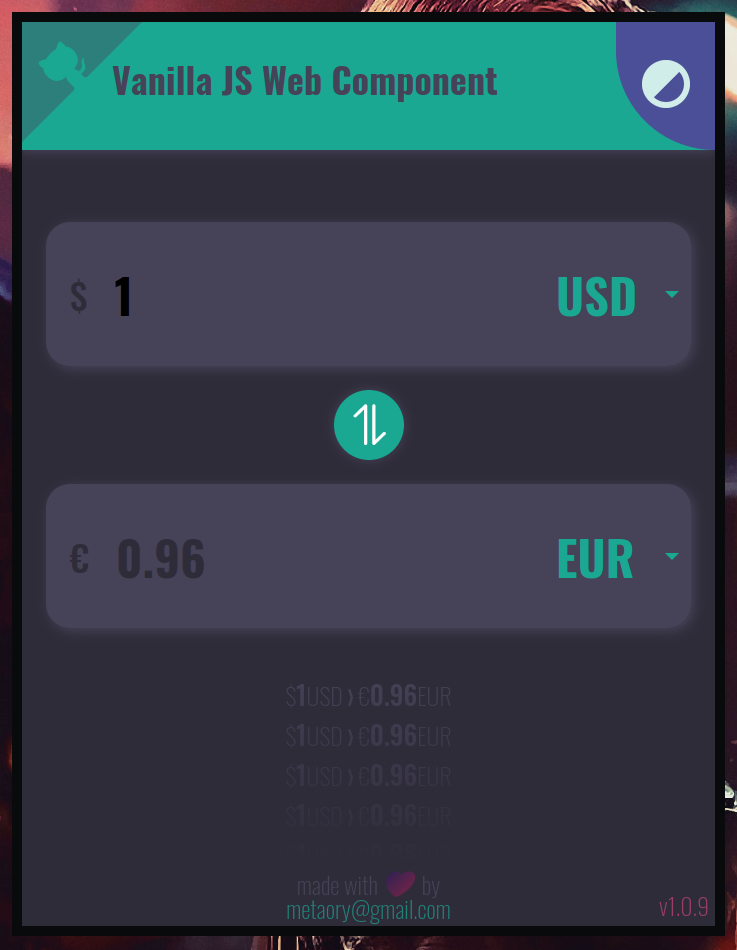 Vanilla JS Web Component
$ 1 USD
€ 0.96 EUR
$1USD › €0.96EUR
$1USD › €0.96EUR
$1USD › €0.96EUR
$1USD › €0.96EUR
made with by
metaory@gmail.com
v1.0.9